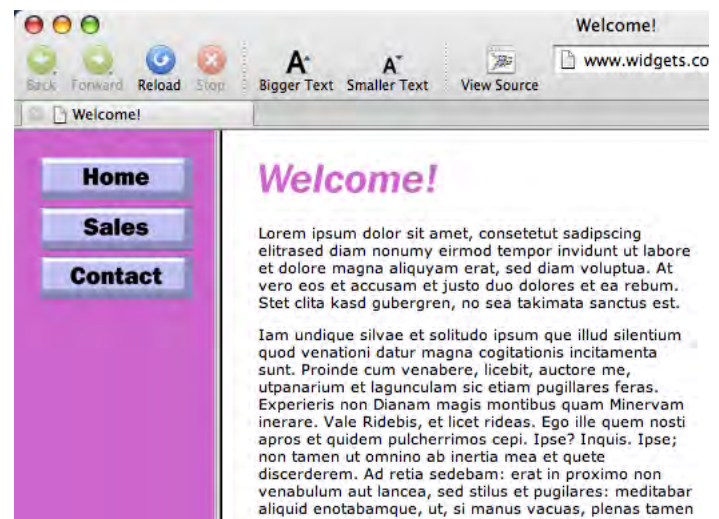 Welcome!
Back Forward Reload Stop Bigger Text Smaller Text View Source www.widgets.co
Welcome!
Home
Sales
Contact
Welcome!
Lorem ipsum dolor sit amet, consetetut sadipscing
elitrased diam nonumy eirmod tempor invidunt ut labore
et dolore magna aliquyam erat, sed diam voluptua. At
vero eos et accusam et justo duo dolores et ea rebum.
Stet clita kasd gubergren, no sea takimata sanctus est.
Iam undique silvae et solitudo ipsum que illud silentium
quod venationi datur magna cogitationis incitamenta
sunt. Proinde cum venabere, licebit, auctore me,
utpanarium et lagunculam sic etiam pugillares feras.
Experieris non Dianam magis montibus quam Minervam
inerare. Vale Ridebis, et licet rideas. Ego ille quem nosti
apros et quidem pulcherrimos cepi. Ipse? Inquis. Ipse;
non tamen ut omnino ab inertia mea et quete
discerderem. Ad retia sedebam: erat in proximo non
venabulum aut lancea, sed stilus et pugilares: meditabar
aliquid enotabamque, ut, si manus vacuas, plenas tamen